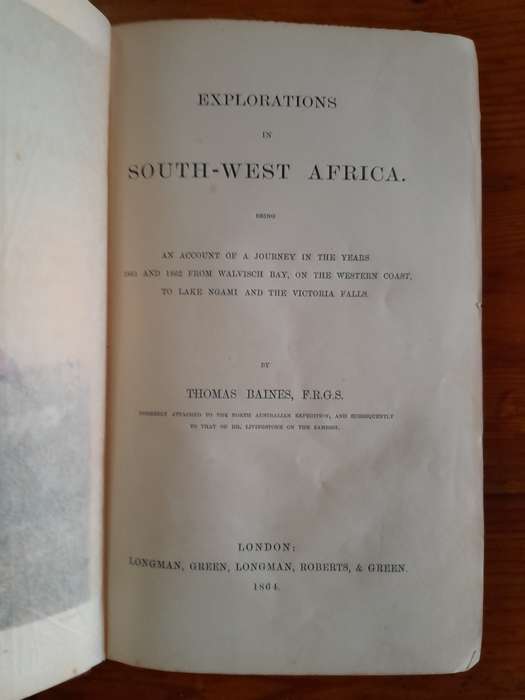 EXPLORATIONS
IN
SOUTH-WEST AFRICA.
BEING
AN ACCOUNT OF A JOURNEY IN THE YEARS
1861 AND 1862 FROM WALVISCH BAY, ON THE WESTERN COAST,
TO LAKE NGAMI AND THE VICTORIA FALLS.
BY
THOMAS BAINES, F.R.G.S.
FORMERLY ATTACHED TO THE NORTH AUSTRALIAN EXPEDITION, AND SUBSEQUENTLY
TO THAT OF DR. LIVINGSTONE ON THE ZAMBESI.
LONDON:
LONGMAN, GREEN, LONGMAN, ROBERTS, & GREEN.
1864.